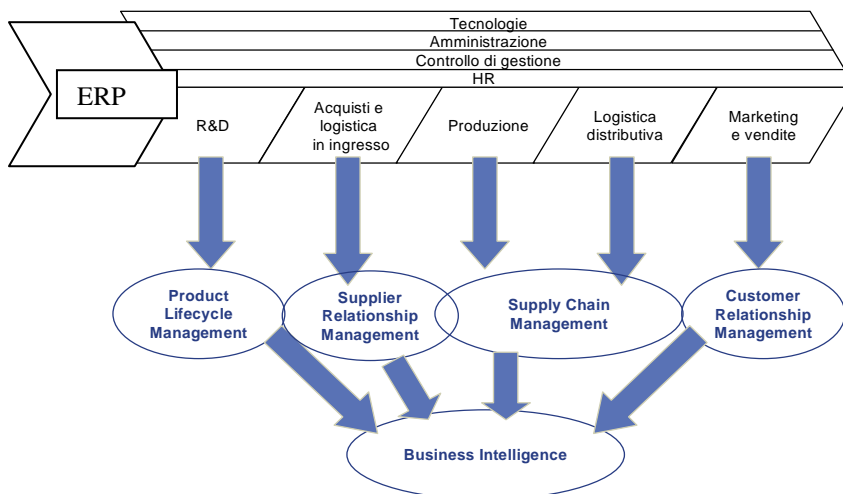 Tecnologie
Amministrazione
Controllo di gestione
HR
ERP
R&D
Acquisti e
logistica
in ingresso
Produzione
Logistica
distributiva
Marketing
e vendite
Product
Lifecycle
Management
Supplier
Relationship
Management
Supply Chain
Management
Customer
Relationship
Management
Business Intelligence